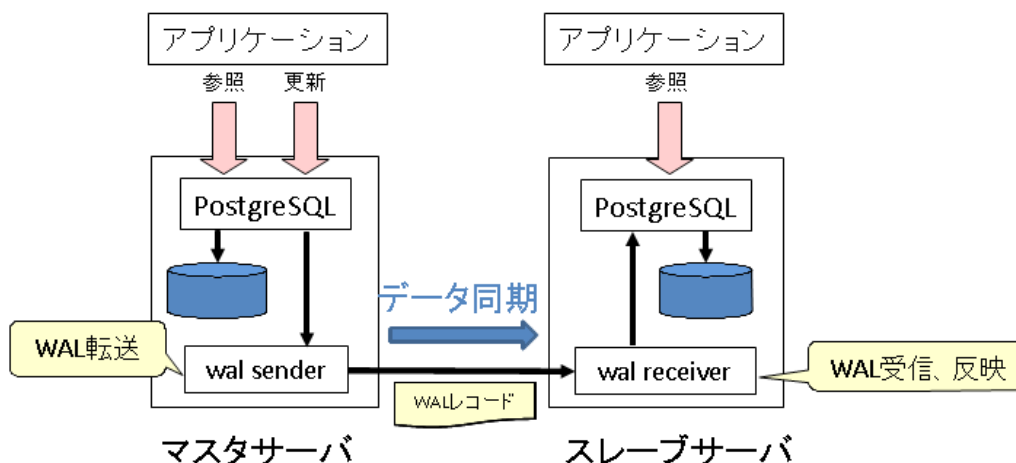 アプリケーション
参照
更新
PostgreSQL
WAL転送
wal sender
マスタサーバ
データ同期
WALレコード
アプリケーション
参照
PostgreSQL
wal receiver
WAL受信、反映
スレーブサーバ